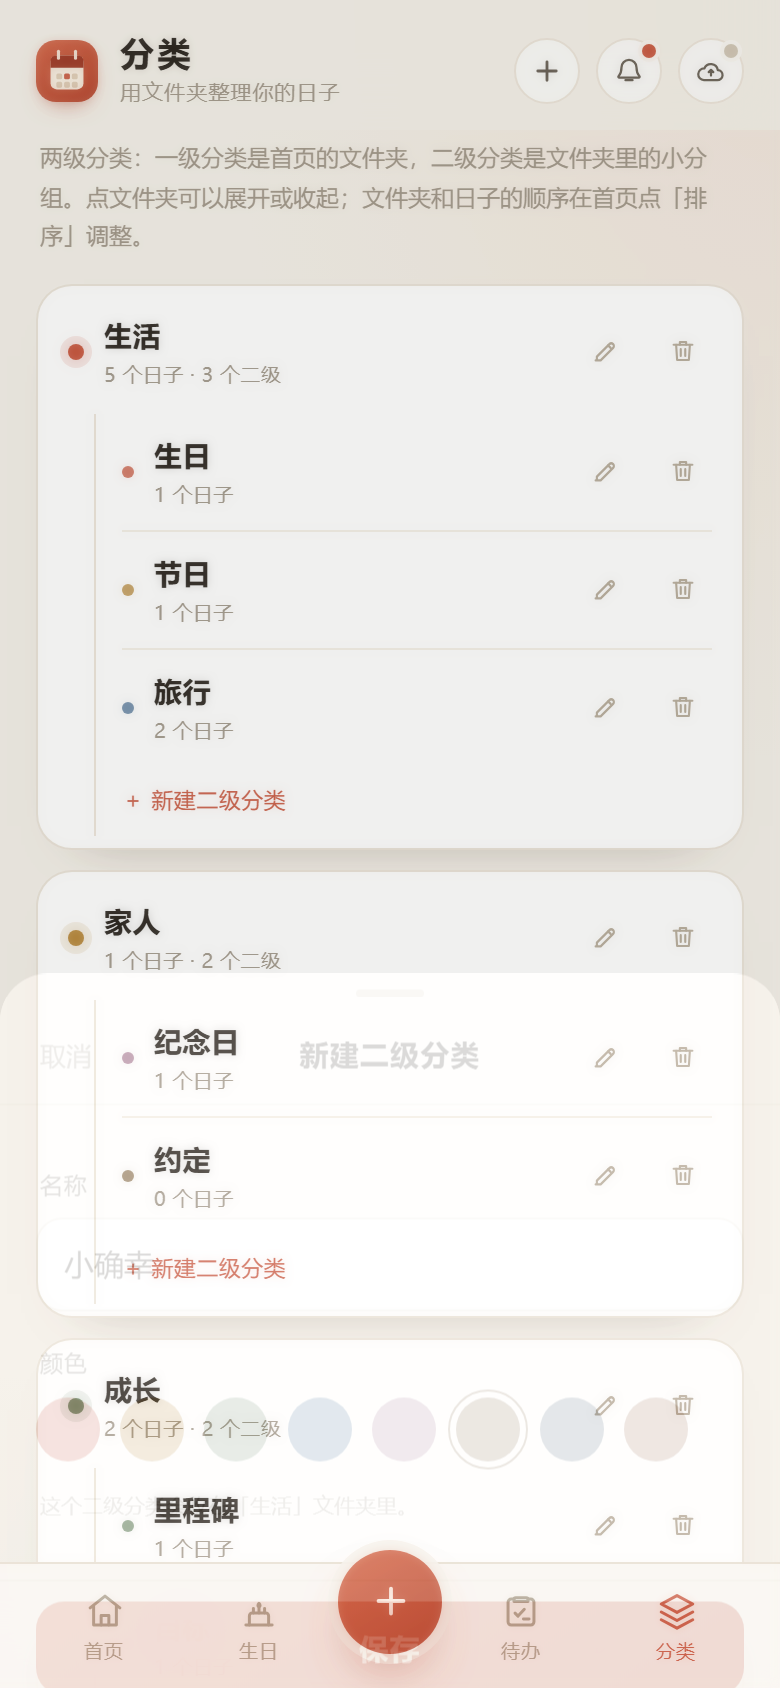 分类
用文件夹整理你的日子
两级分类：一级分类是首页的文件夹，二级分类是文件夹里的小分
组。点文件夹可以展开或收起；文件夹和日子的顺序在首页点「排
序」调整。
生活
5 个日子 · 3 个二级
生日
1 个日子
节日
1 个日子
旅行
2 个日子
+ 新建二级分类
家人
1 个日子 · 2 个二级
取消
新建二级分类
纪念日
1 个日子
约定
0 个日子
名称
小确幸
+ 新建二级分类
颜色
成长
2 个日子 · 2 个二级
这个二级分类
「生活」文件夹里。
里程碑
1 个日子
首页
生日
保存
待办
分类